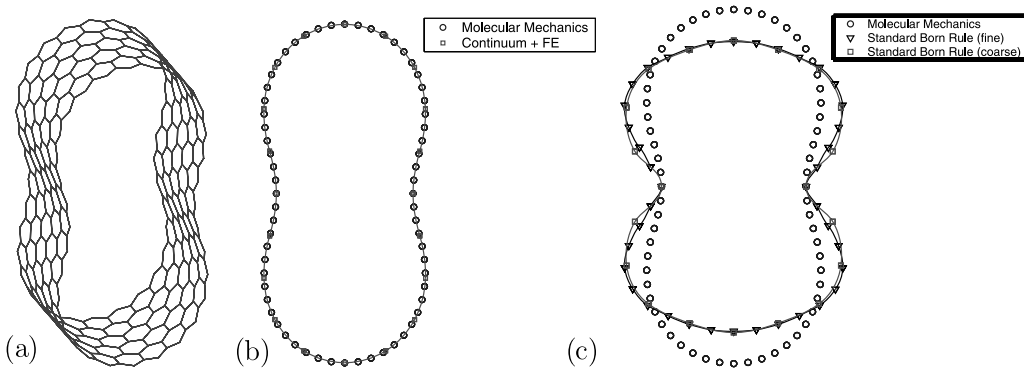 Molecular Mechanics
Continuum + FE
Molecular Mechanics
Standard Born Rule (fine)
Standard Born Rule (coarse)
(a)
(b)
(c)